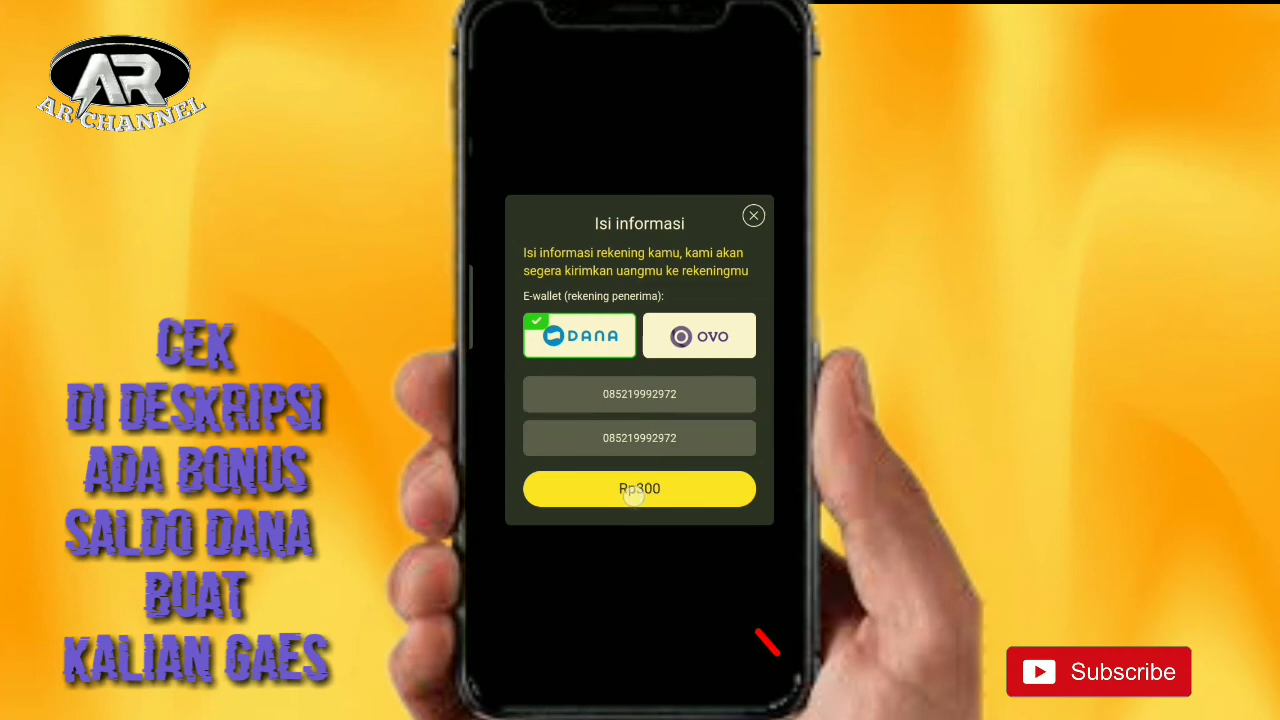 AR
AR CHANNEL
Isi informasi
Isi informasi rekening kamu, kami akan
segera kirimkan uangmu ke rekeningmu
E-wallet (rekening penerima):
DANA
OVO
085219992972
085219992972
Rp300
CEK
DI DESKRIPSI
ADA BONUS
SALDO DANA
BUAT
KALIAN GAES
Subscribe